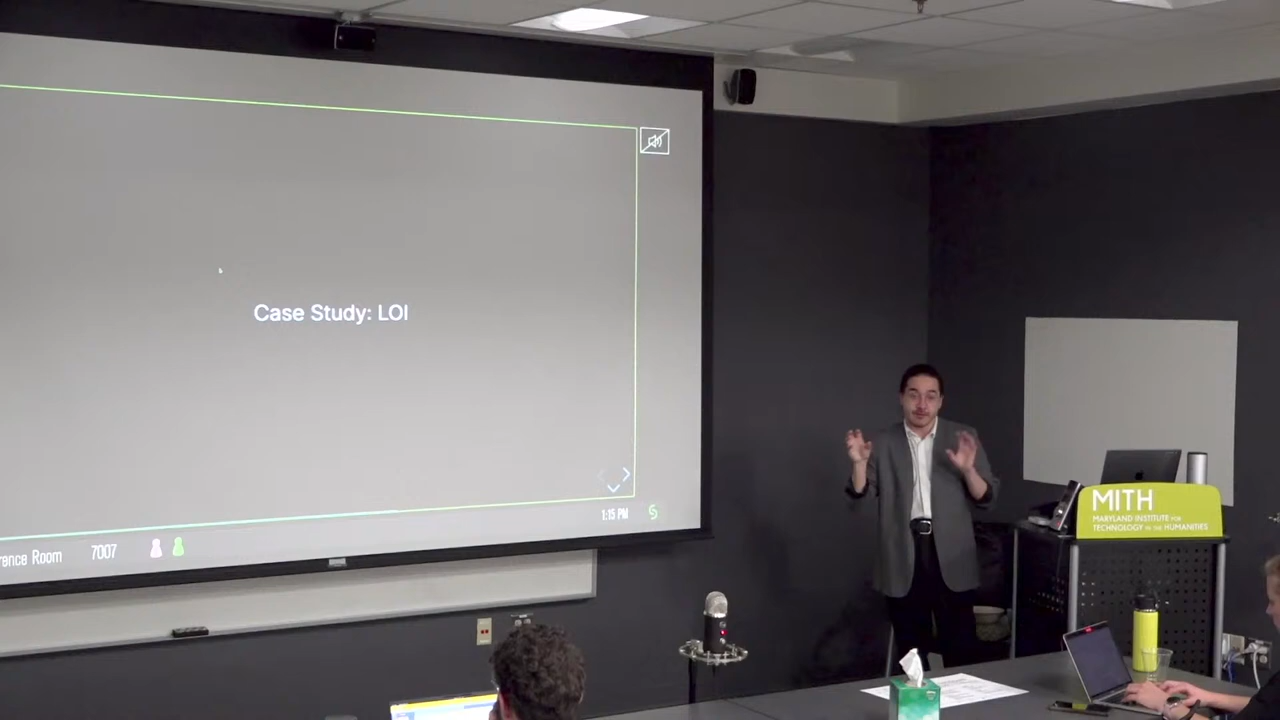 Case Study: LOI
1:15 PM
rence Room 7007
MITH
MARYLAND INSTITUTE FOR
TECHNOLOGY IN THE HUMANITIES